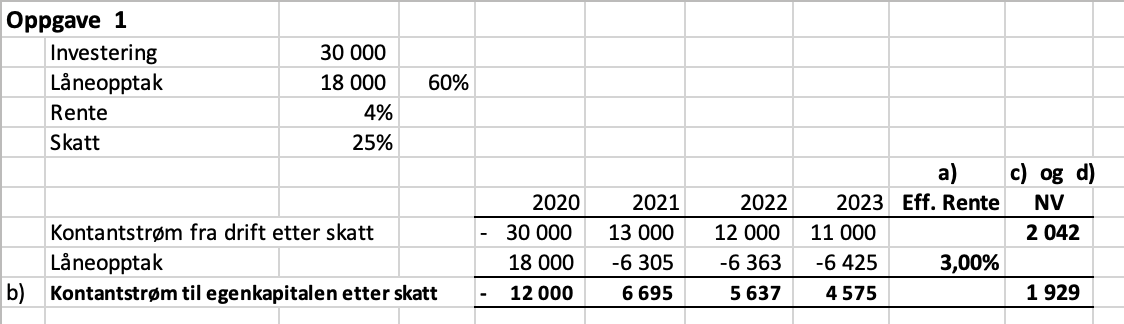 Oppgave 1
Investering 30 000
Låneopptak 18 000 60%
Rente 4%
Skatt 25%
a) c) og d)
2020 2021 2022 2023 Eff. Rente NV
Kontantstrøm fra drift etter skatt - 30 000 13 000 12 000 11 000 2 042
Låneopptak 18 000 -6 305 -6 363 -6 425 3,00%
b) Kontantstrøm til egenkapitalen etter skatt - 12 000 6 695 5 637 4 575 1 929